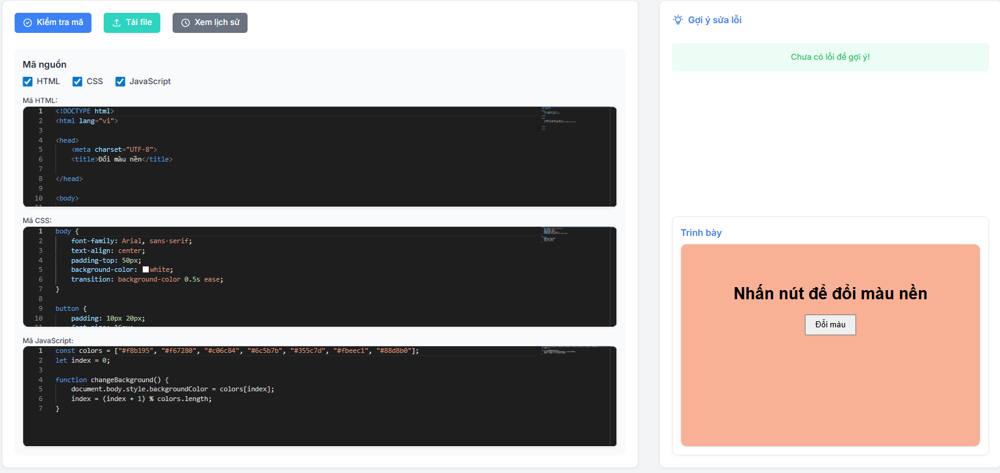 Kiểm tra mã
Tải file
Xem lịch sử
Mã nguồn
HTML
CSS
JavaScript
Mã HTML:
1 <!DOCTYPE html>
2 <html lang="vi">
3
4 <head>
5 <meta charset="UTF-8">
6 <title>Đổi màu nền</title>
7
8 </head>
9
10 <body>
11
Mã CSS:
1 body {
2 font-family: Arial, sans-serif;
3 text-align: center;
4 padding-top: 50px;
5 background-color: white;
6 transition: background-color 0.5s ease;
7 }
8
9 button {
10 padding: 10px 20px;
11 font-size: 16px;
Mã JavaScript:
1 const colors = ["#f8b195", "#f67280", "#c06c84", "#6c5b7b", "#355c7d", "#fbeec1", "#88d8b0"];
2 let index = 0;
3
4 function changeBackground() {
5 document.body.style.backgroundColor = colors[index];
6 index = (index + 1) % colors.length;
7 }
Gợi ý sửa lỗi
Chưa có lỗi để gợi ý!
Trình bày
Nhấn nút để đổi màu nền
Đổi màu